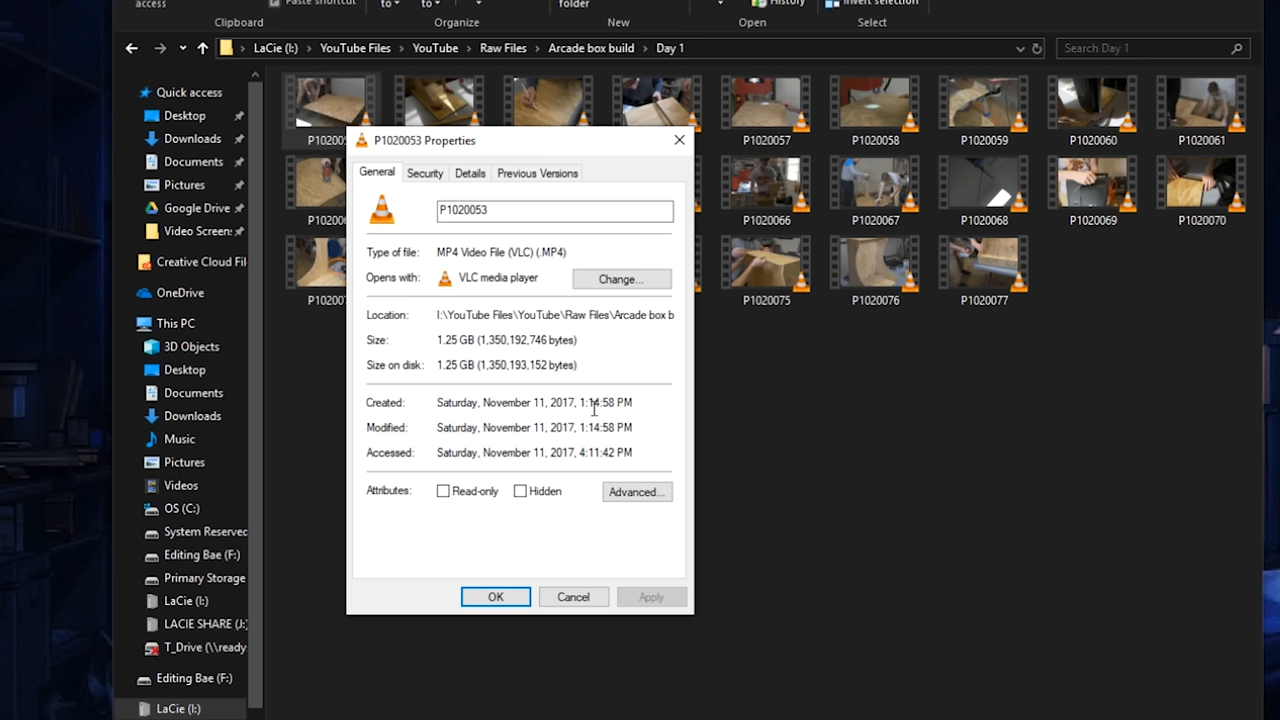 access
Paste shortcut
to
to
folder
History
Invert selection
Clipboard
Organize
New
Open
Select
LaCie (I:) > YouTube Files > YouTube > Raw Files > Arcade box build > Day 1
Search Day 1
Quick access
Desktop
Downloads
Documents
Pictures
Google Drive
Video Screen:
Creative Cloud Fil
OneDrive
This PC
3D Objects
Desktop
Documents
Downloads
Music
Pictures
Videos
OS (C:)
System Reserved
Editing Bae (F:)
Primary Storage
LaCie (I:)
LACIE SHARE (J:)
T_Drive (\\ready
Editing Bae (F:)
LaCie (I:)
P1020057
P1020058
P1020059
P1020060
P1020061
P1020066
P1020067
P1020068
P1020069
P1020070
P1020075
P1020076
P1020077
P1020053 Properties
General
Security
Details
Previous Versions
P1020053
Type of file: MP4 Video File (VLC) (.MP4)
Opens with: VLC media player
Change...
Location: I:\YouTube Files\YouTube\Raw Files\Arcade box b
Size: 1.25 GB (1,350,192,746 bytes)
Size on disk: 1.25 GB (1,350,193,152 bytes)
Created: Saturday, November 11, 2017, 1:14:58 PM
Modified: Saturday, November 11, 2017, 1:14:58 PM
Accessed: Saturday, November 11, 2017, 4:11:42 PM
Attributes: Read-only Hidden
Advanced...
OK
Cancel
Apply